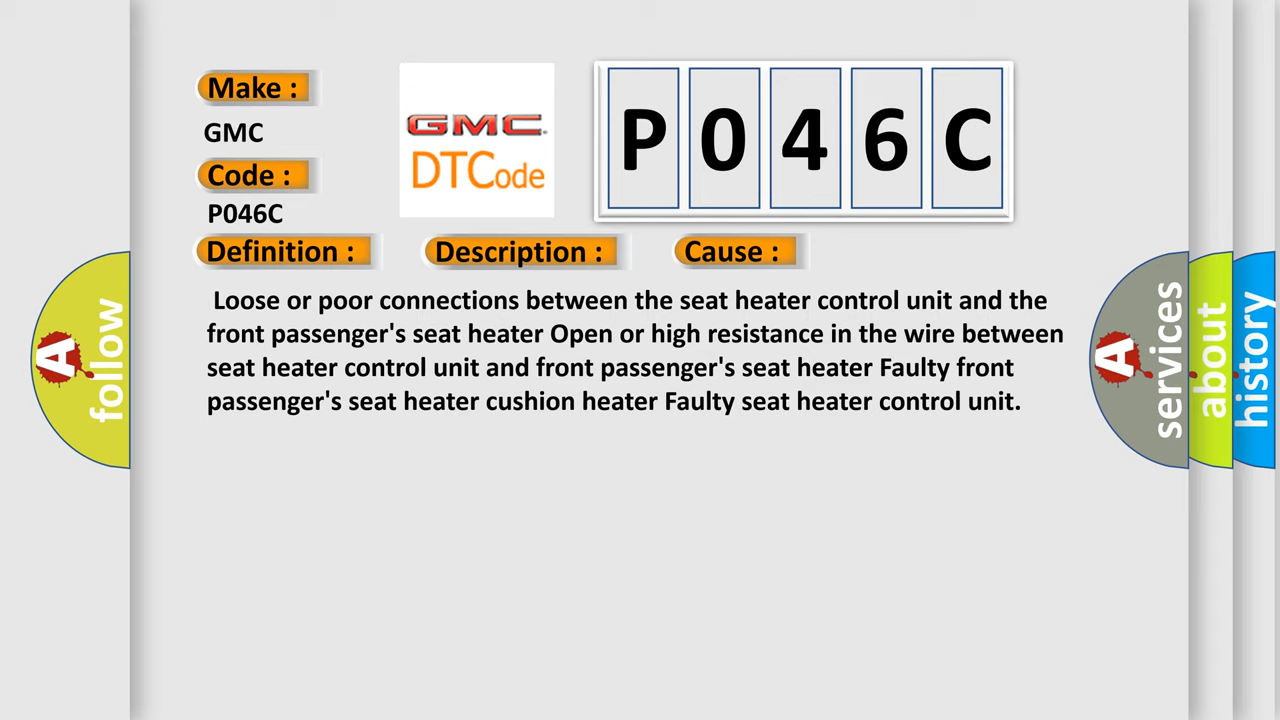 Make :
GMC
Code :
P046C
GMC
DTCode
P046C
Definition :
Description :
Cause :
Loose or poor connections between the seat heater control unit and the
front passenger's seat heater Open or high resistance in the wire between
seat heater control unit and front passenger's seat heater Faulty front
passenger's seat heater cushion heater Faulty seat heater control unit.
A
follow
A
services
about
history